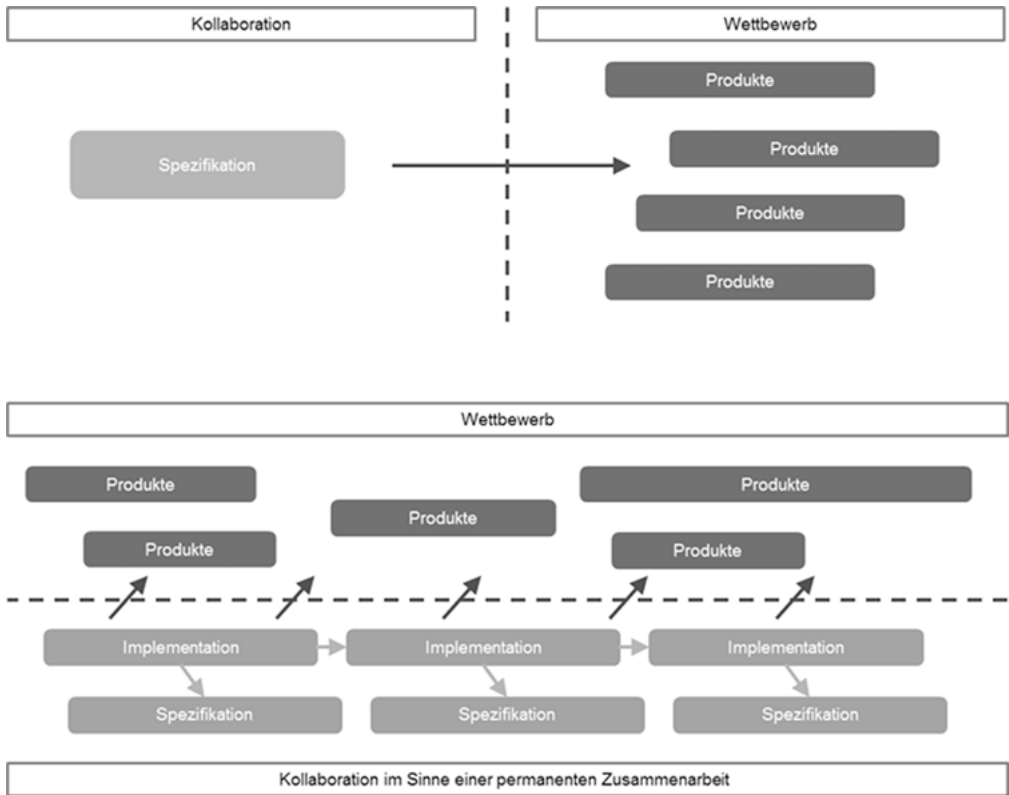 Kollaboration
Wettbewerb
Produkte
Spezifikation
Produkte
Produkte
Produkte
Wettbewerb
Produkte
Produkte
Produkte
Produkte
Produkte
Implementation
Implementation
Implementation
Spezifikation
Spezifikation
Spezifikation
Kollaboration im Sinne einer permanenten Zusammenarbeit